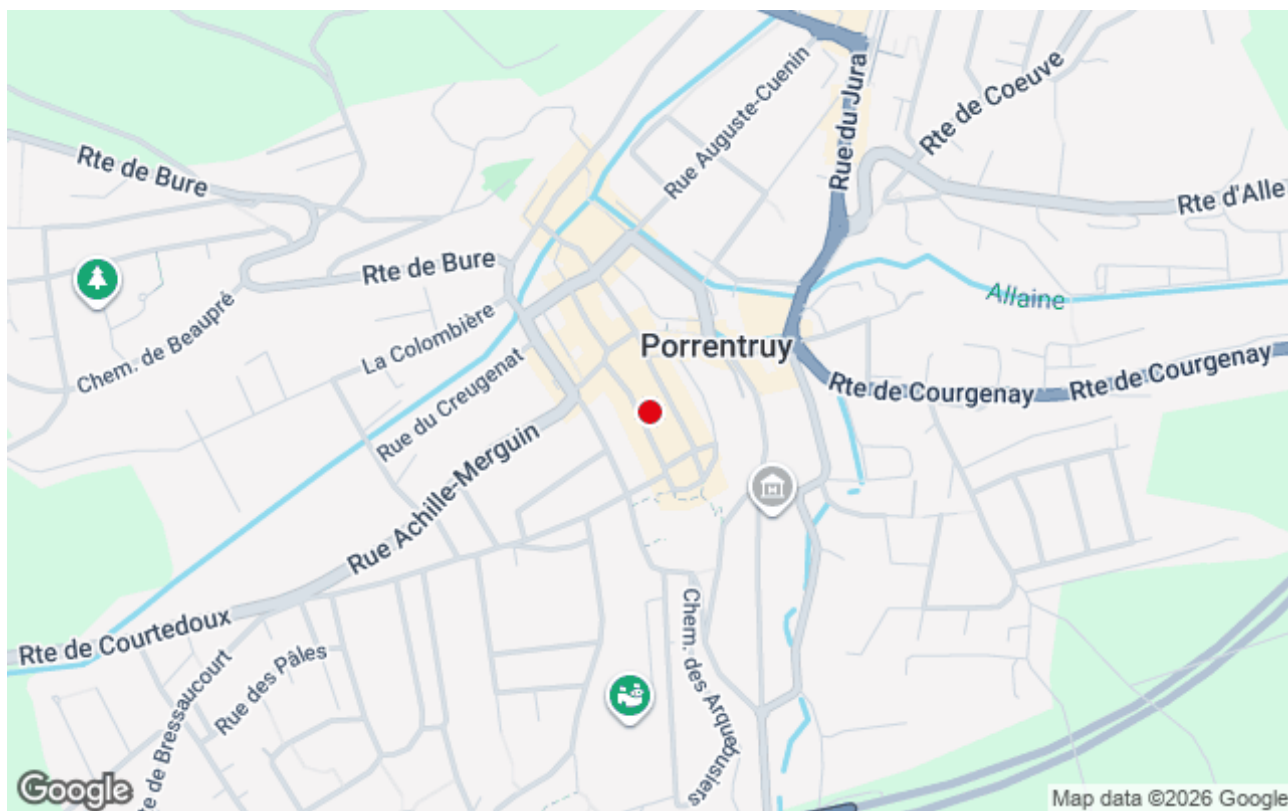 Rue Auguste-Cuenin
Rue du Jura
Rte de Coeuve
Rte de Bure
Rte d'Alle
Rte de Bure
Allaine
Chem. de Beaupré
La Colombière
Porrentruy
Rue du Creugenat
Rte de Courgenay
Rte de Courgenay
Rue Achille-Merguin
Rte de Courtedoux
Chem. des Arquebusiers
Rue des Pâles
e de Bressaucourt
Google
Map data ©2026 Google